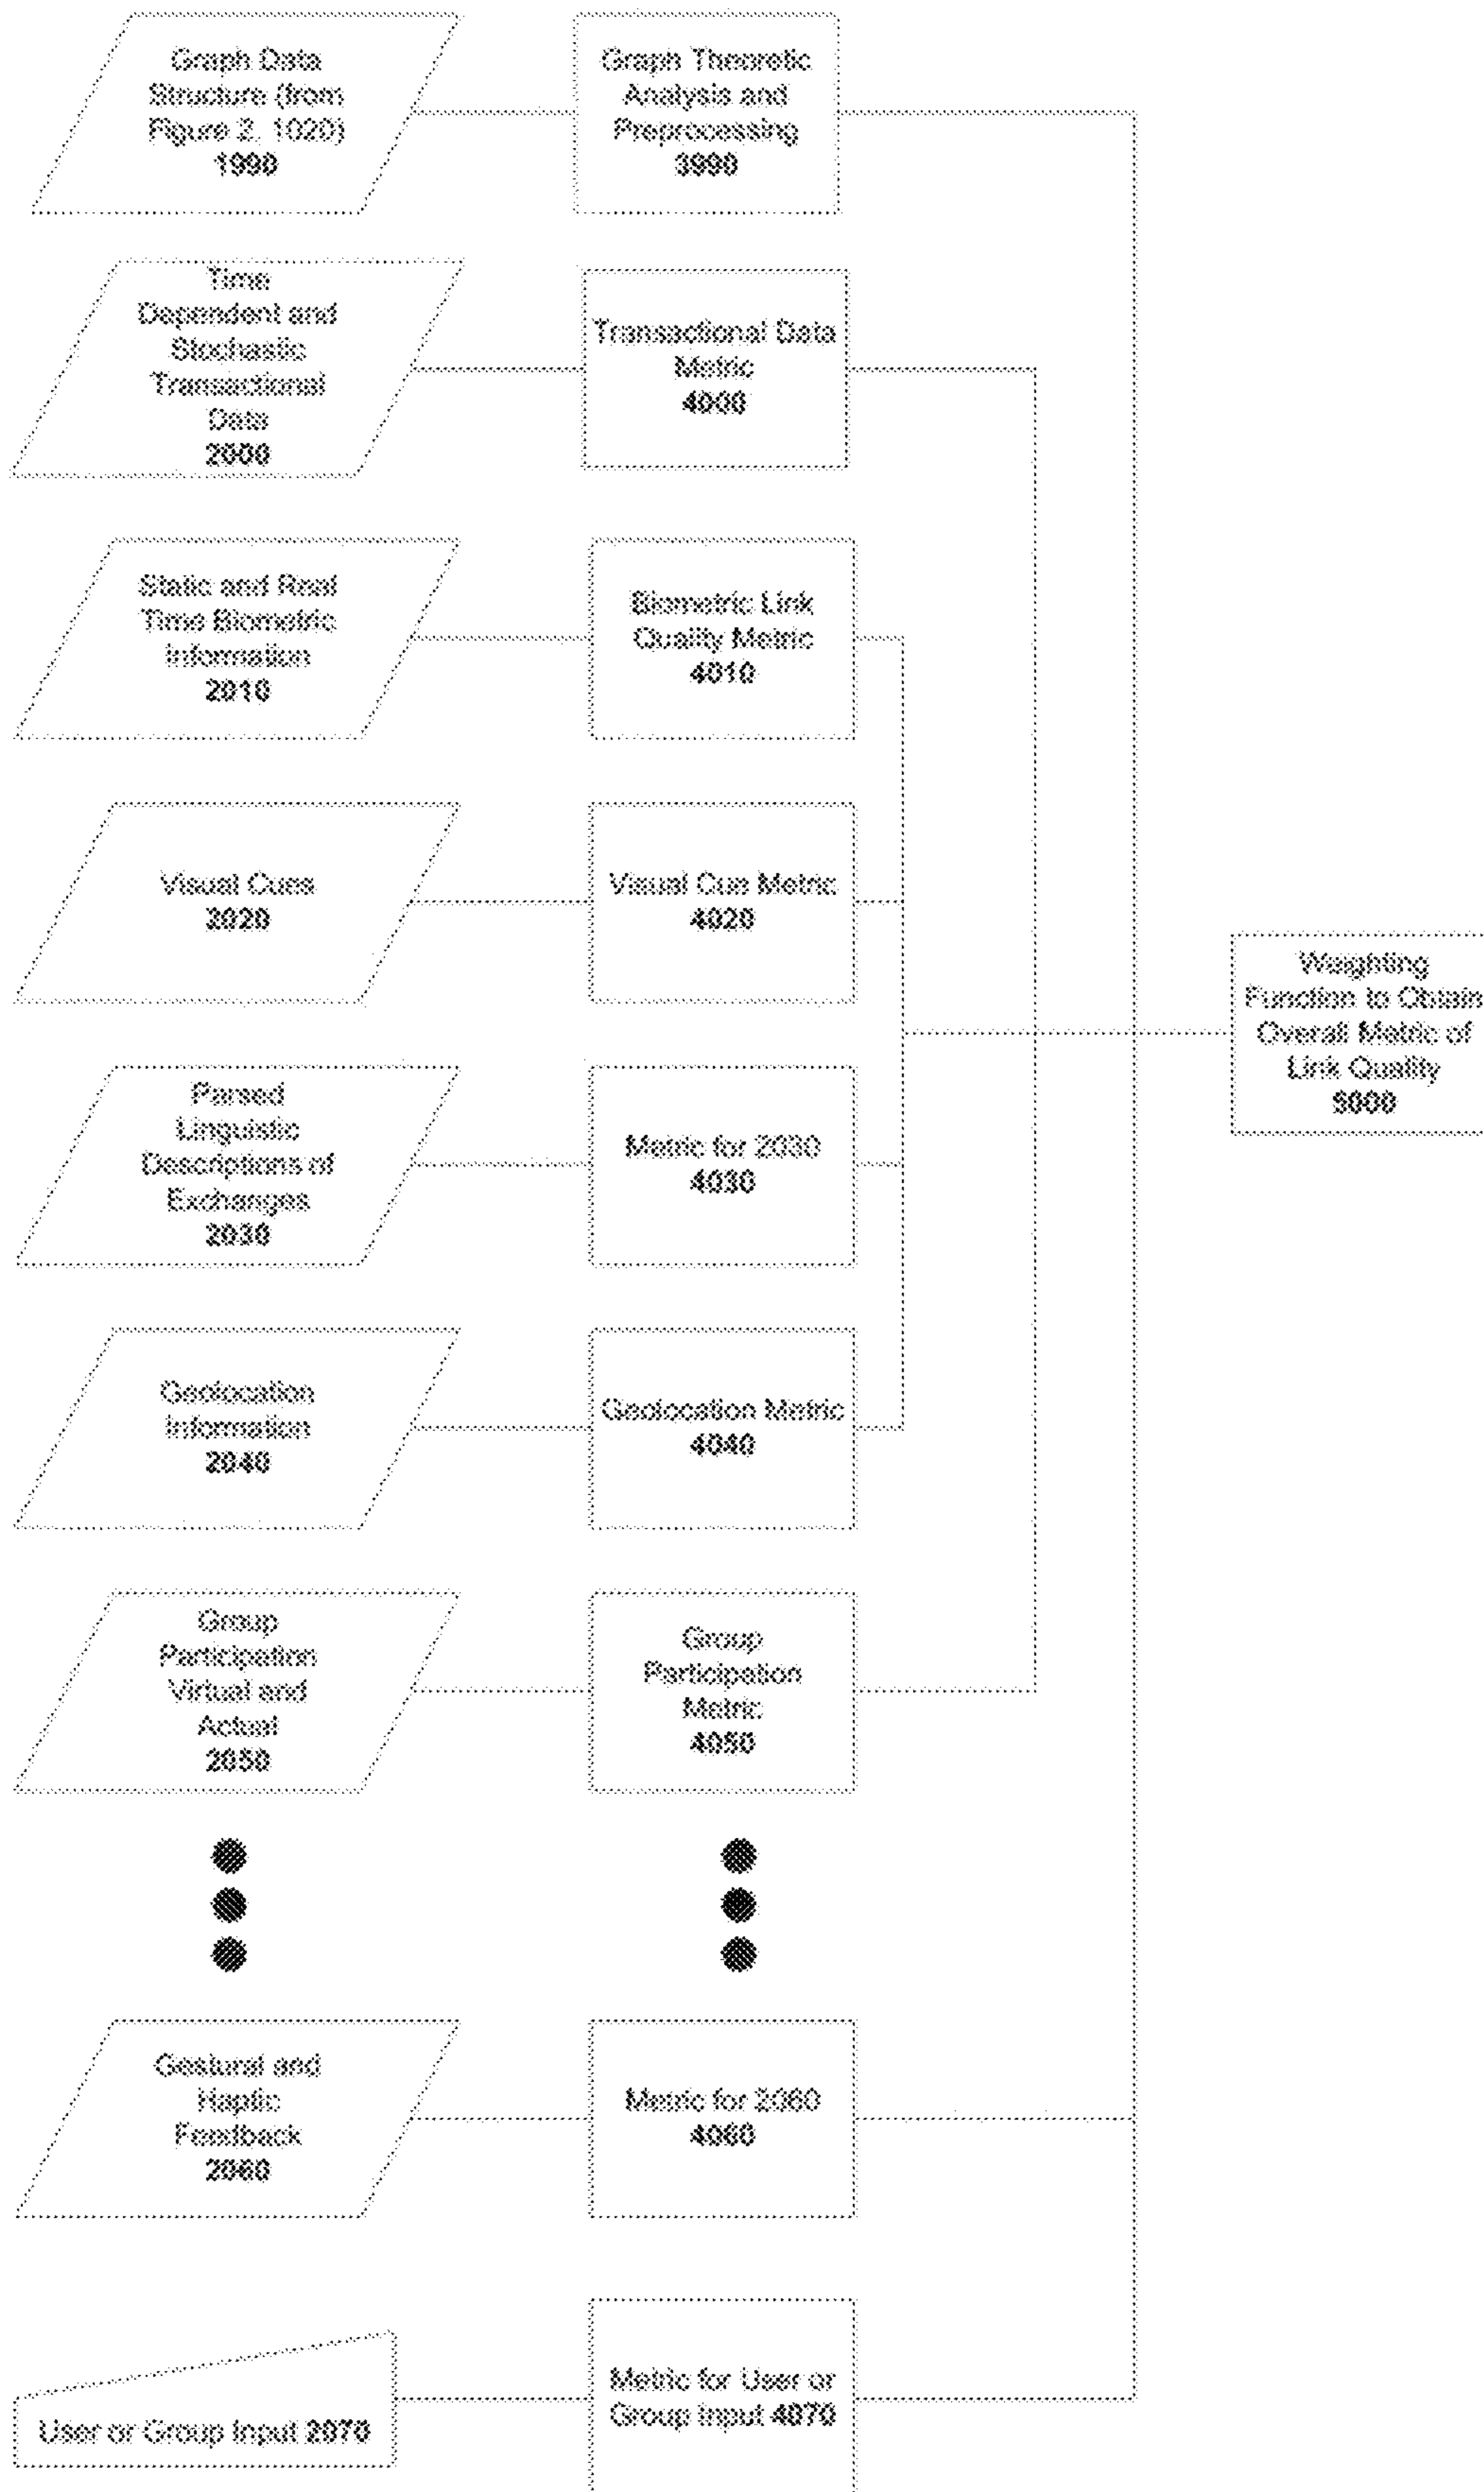 Graph Data
Structure (from
Figure 2, 1020)
1990
Graph Theoretic
Analysis and
Preprocessing
3990
Time
Dependent and
Stochastic
Transactional
Data
2000
Transactional Data
Metric
4000
Static and Real
Time Biometric
Information
2010
Biometric Link
Quality Metric
4010
Visual Cues
2020
Visual Cue Metric
4020
Weighting
Function to Obtain
Overall Metric of
Link Quality
5000
Parsed
Linguistic
Descriptions of
Exchanges
2030
Metric for 2030
4030
Geolocation
Information
2040
Geolocation Metric
4040
Group
Participation
Virtual and
Actual
2050
Group
Participation
Metric
4050
Gestural and
Haptic
Feedback
2060
Metric for 2060
4060
User or Group Input 2070
Metric for User or
Group Input 4070